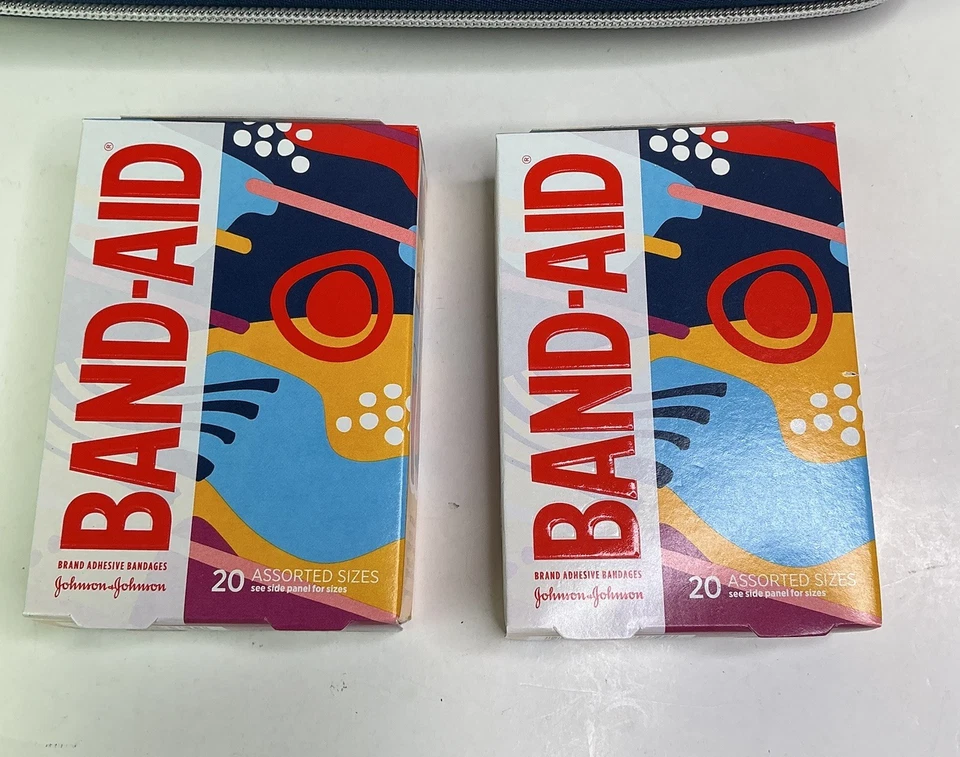 BAND-AID®
BRAND ADHESIVE BANDAGES
Johnson & Johnson
20 ASSORTED SIZES
see side panel for sizes
BAND-AID®
BRAND ADHESIVE BANDAGES
Johnson & Johnson
20 ASSORTED SIZES
see side panel for sizes